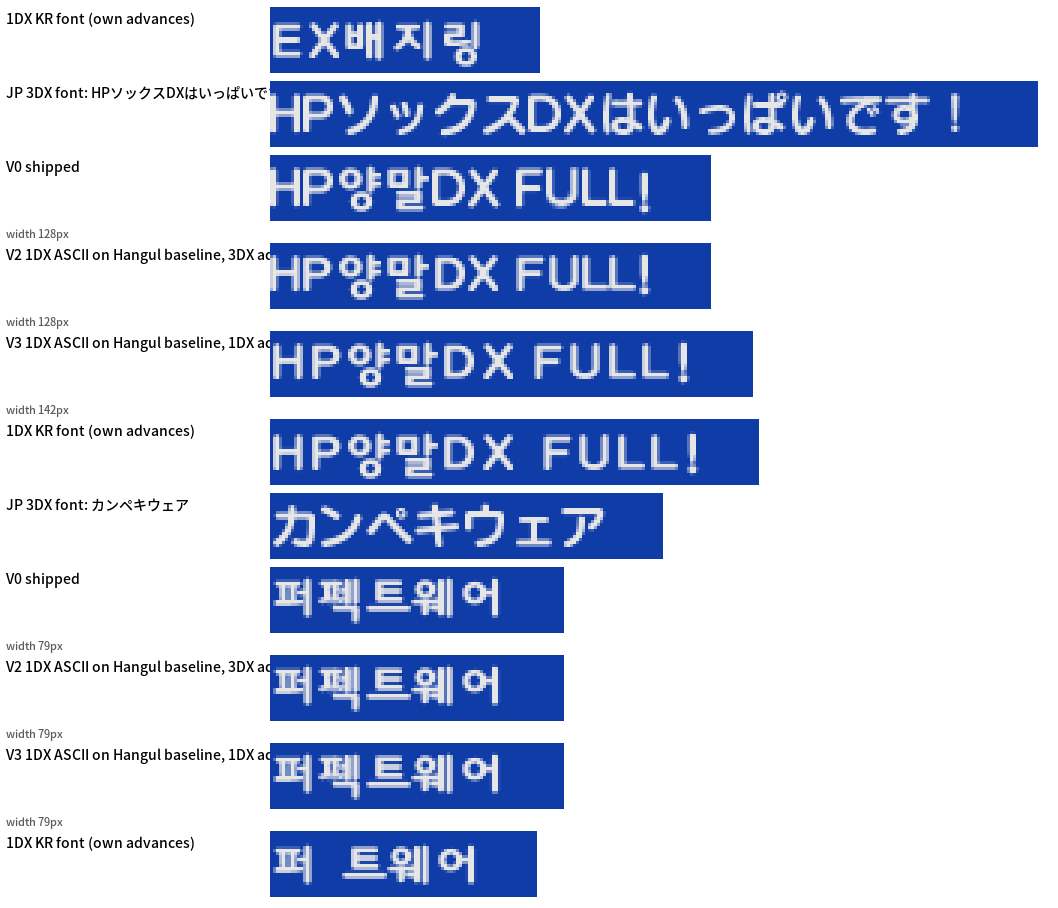 1DX KR font (own advances)
EX배지링
JP 3DX font: HPソックスDXはいっぱいで
HPソックスDXはいっぱいです！
V0 shipped
HP양말DX FULL!
width 128px
V2 1DX ASCII on Hangul baseline, 3DX ad
HP양말DX FULL!
width 128px
V3 1DX ASCII on Hangul baseline, 1DX ad
HP양말DX FULL!
width 142px
1DX KR font (own advances)
HP양말DX FULL!
JP 3DX font: カンペキウェア
カンペキウェア
V0 shipped
퍼펙트웨어
width 79px
V2 1DX ASCII on Hangul baseline, 3DX ad
퍼펙트웨어
width 79px
V3 1DX ASCII on Hangul baseline, 1DX ad
퍼펙트웨어
width 79px
1DX KR font (own advances)
퍼 트웨어